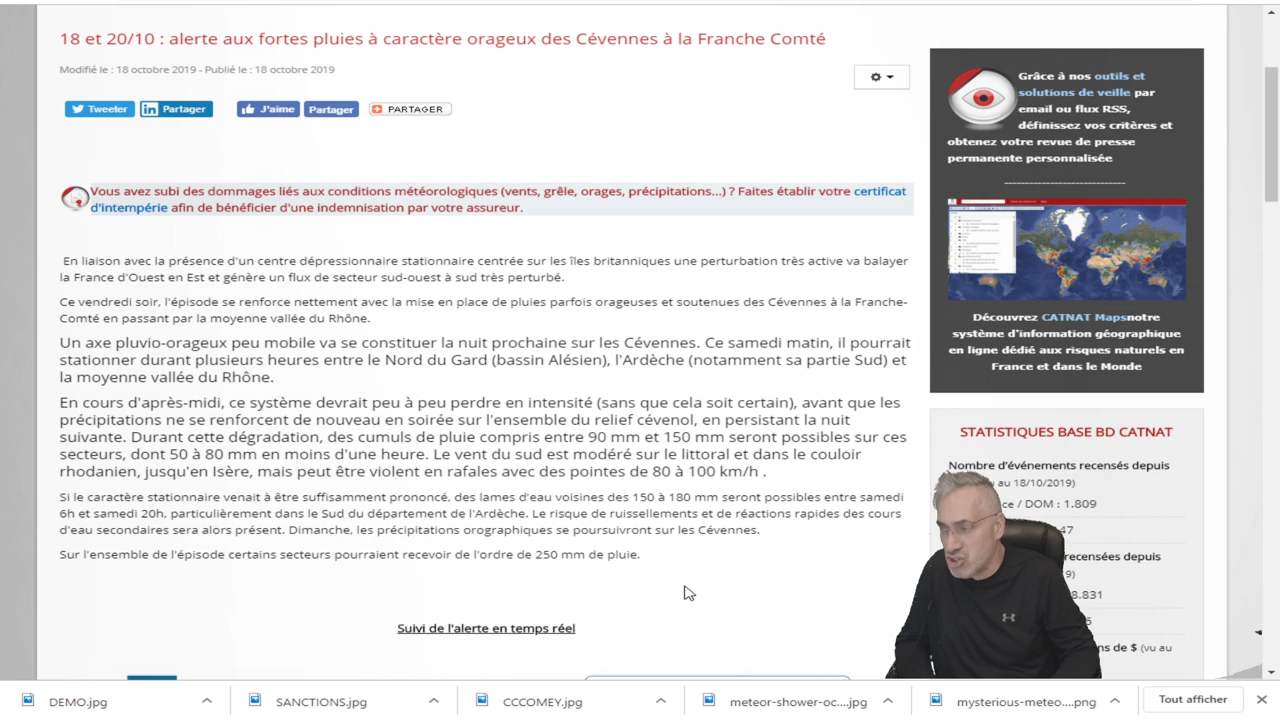 18 et 20/10 : alerte aux fortes pluies à caractère orageux des Cévennes à la Franche Comté
Modifié le : 18 octobre 2019 - Publié le : 18 octobre 2019
Tweeter
in Partager
J'aime
Partager
PARTAGER
Vous avez subi des dommages liés aux conditions météorologiques (vents, grêle, orages, précipitations...) ? Faites établir votre certificat
d'intempérie afin de bénéficier d'une indemnisation par votre assureur.
En liaison avec la présence d'un centre dépressionnaire stationnaire centrée sur les îles britanniques une perturbation très active va balayer
la France d'Ouest en Est et génère un flux de secteur sud-ouest à sud très perturbé.
Ce vendredi soir, l'épisode se renforce nettement avec la mise en place de pluies parfois orageuses et soutenues des Cévennes à la Franche-
Comté en passant par la moyenne vallée du Rhône.
Un axe pluvio-orageux peu mobile va se constituer la nuit prochaine sur les Cévennes. Ce samedi matin, il pourrait
stationner durant plusieurs heures entre le Nord du Gard (bassin Alésien), l'Ardèche (notamment sa partie Sud) et
la moyenne vallée du Rhône.
En cours d'après-midi, ce système devrait peu à peu perdre en intensité (sans que cela soit certain), avant que les
précipitations ne se renforcent de nouveau en soirée sur l'ensemble du relief cévenol, en persistant la nuit
suivante. Durant cette dégradation, des cumuls de pluie compris entre 90 mm et 150 mm seront possibles sur ces
secteurs, dont 50 à 80 mm en moins d'une heure. Le vent du sud est modéré sur le littoral et dans le couloir
rhodanien, jusqu'en Isère, mais peut être violent en rafales avec des pointes de 80 à 100 km/h .
Si le caractère stationnaire venait à être suffisamment prononcé, des lames d'eau voisines des 150 à 180 mm seront possibles entre samedi
6h et samedi 20h, particulièrement dans le Sud du département de l'Ardèche. Le risque de ruissellements et de réactions rapides des cours
d'eau secondaires sera alors présent. Dimanche, les précipitations orographiques se poursuivront sur les Cévennes.
Sur l'ensemble de l'épisode certains secteurs pourraient recevoir de l'ordre de 250 mm de pluie.
Suivi de l'alerte en temps réel
Grâce à nos outils et
solutions de veille par
email ou flux RSS,
définissez vos critères et
obtenez votre revue de presse
permanente personnalisée
----------------------------
Découvrez CATNAT Mapsnotre
système d'information géographique
en ligne dédié aux risques naturels en
France et dans le Monde
STATISTIQUES BASE BD CATNAT
Nombre d'événements recensés depuis
au 18/10/2019)
ce / DOM : 1.809
47
recensées depuis
9)
8.831
6
ns de $ (vu au
DEMO.jpg
SANCTIONS.jpg
CCCOMEY.jpg
meteor-shower-oc....jpg
mysterious-meteo....png
Tout afficher